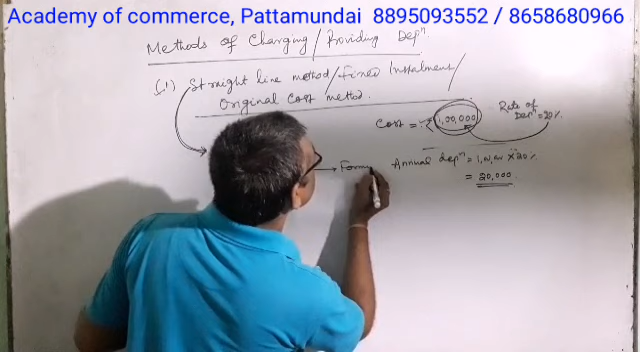 Academy of commerce, Pattamundai 8895093552 / 8658680966
Methods of Charging / Providing Depn.
(1) Straight line method / Fixed Instalment /
Original Cost method.
Cost = ₹ 1,00,000
Rate of
Depn = 20%
→ Formu
Annual depn = 1,00,000 × 20%
= 20,000